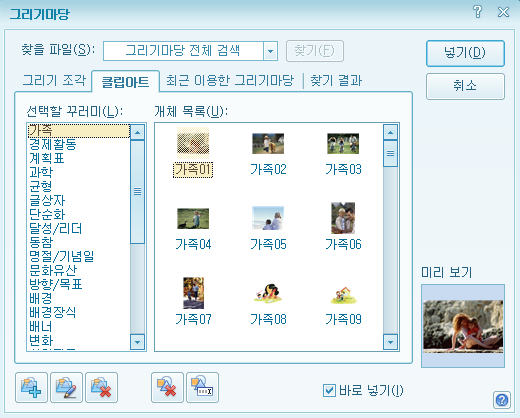 그리기마당
찾을 파일(S): 그리기마당 전체 검색 찾기(F) 넣기(D)
취소
그리기 조각 클립아트 최근 이용한 그리기마당 찾기 결과
선택할 꾸러미(L): 개체 목록(U):
가족
경제활동
계획표
과학
균형
글상자
단순화
달성/리더
동참
명절/기념일
문화유산
방향/목표
배경
배경장식
배너
변화
가족01 가족02 가족03
가족04 가족05 가족06
가족07 가족08 가족09
미리 보기
바로 넣기(I)